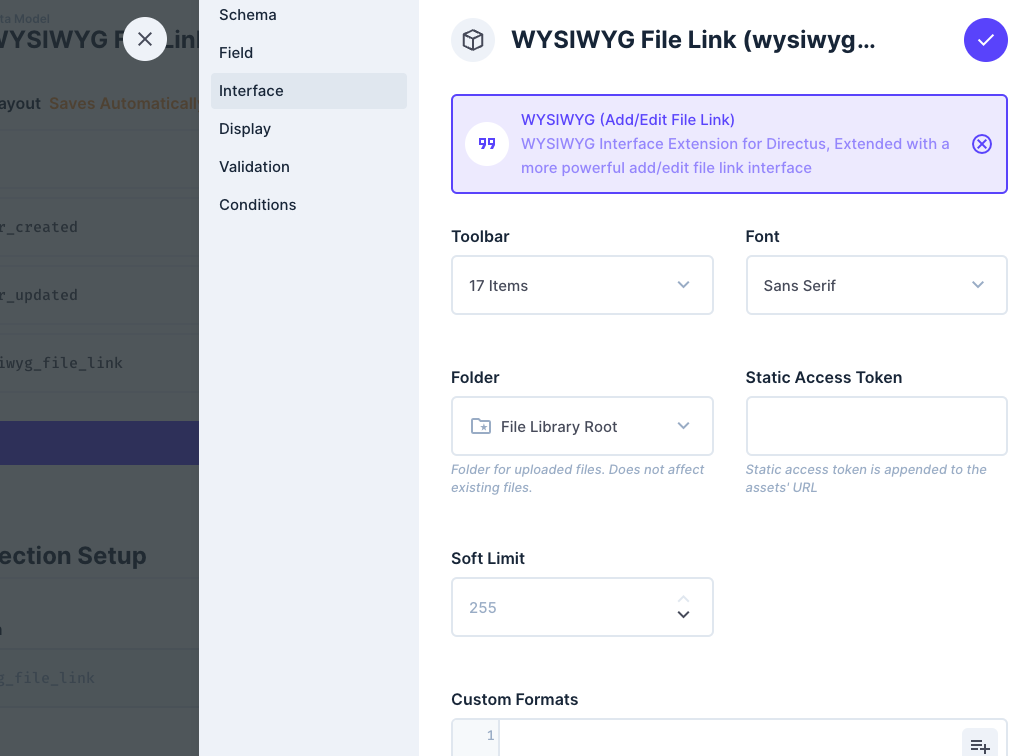 ta Model
WYSIWYG File Link (wysiwyg...
ayout Saves Automatically
r_created
r_updated
iwyg_file_link
ection Setup
g_file_link
Schema
Field
Interface
Display
Validation
Conditions
WYSIWYG (Add/Edit File Link)
WYSIWYG Interface Extension for Directus, Extended with a
more powerful add/edit file link interface
Toolbar
Font
17 Items
Sans Serif
Folder
Static Access Token
File Library Root
Folder for uploaded files. Does not affect
existing files.
Static access token is appended to the
assets' URL
Soft Limit
255
Custom Formats
1